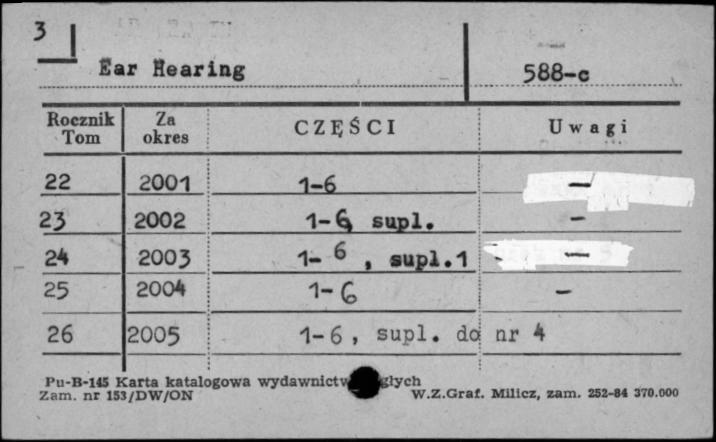 3
Ear Hearing 588-c
Rocznik Tom Za okres CZĘŚCI Uwagi
22 2001 1-6 —
23 2002 1-6, supl. —
24 2003 1- 6 , supl.1 —
25 2004 1-6 —
26 2005 1-6, supl. do nr 4
Pu-B-145 Karta katalogowa wydawnictw
Zam. nr 153/DW/ON W.Z.Graf. Milicz, zam. 252-84 370.000